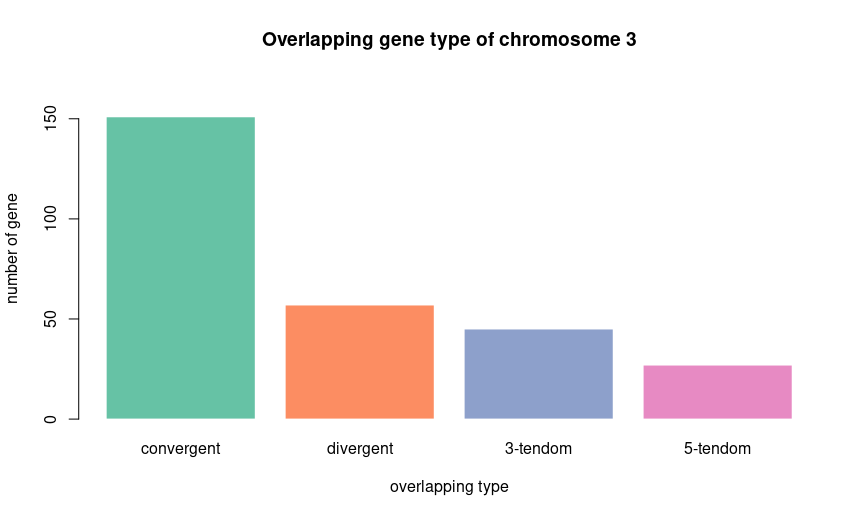 Overlapping gene type of chromosome 3
number of gene
150
100
50
0
convergent
divergent
3-tendom
5-tendom
overlapping type